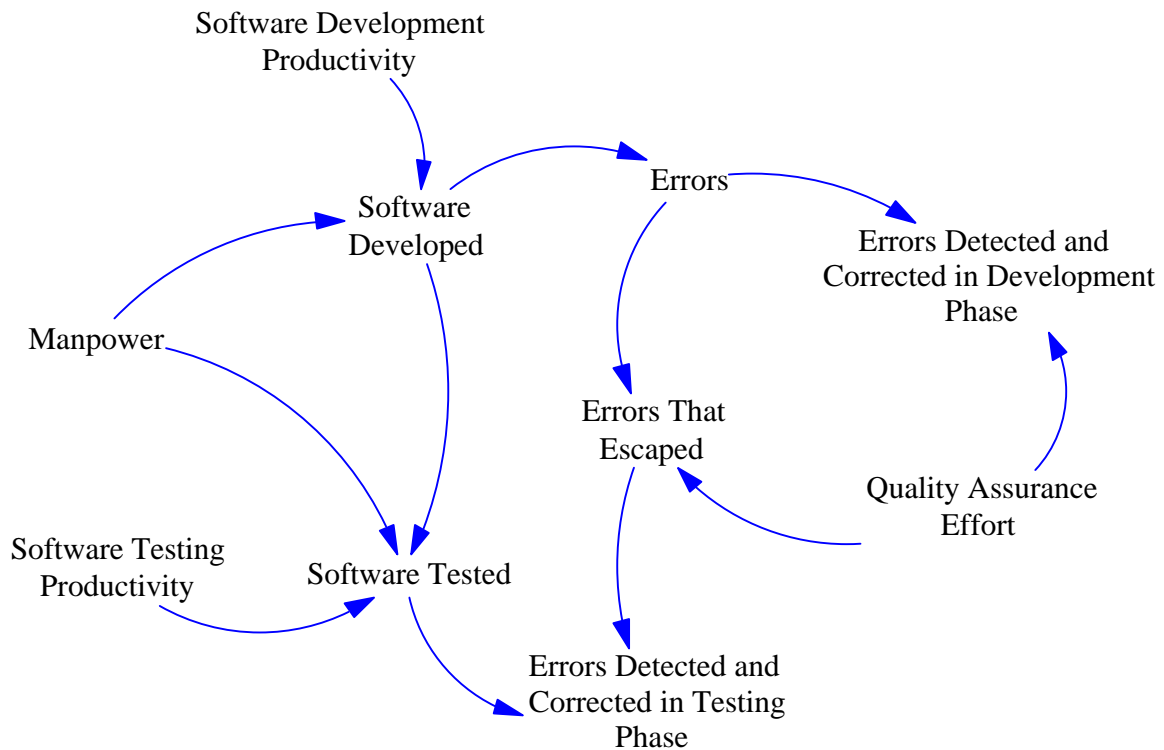 Software Development
Productivity
Errors
Software
Developed
Errors Detected and
Corrected in Development
Phase
Manpower
Errors That
Escaped
Quality Assurance
Effort
Software Testing
Productivity
Software Tested
Errors Detected and
Corrected in Testing
Phase